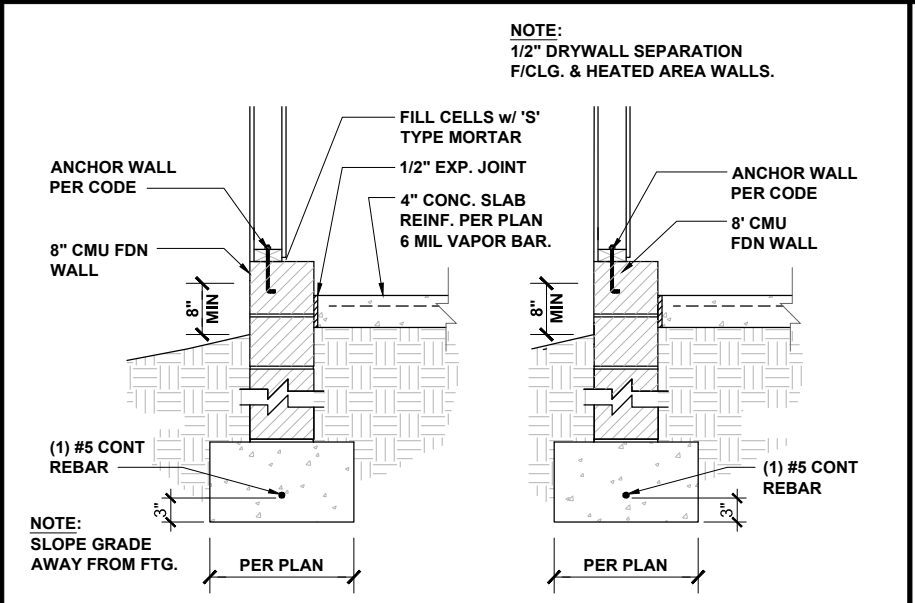 NOTE:
1/2" DRYWALL SEPARATION
F/CLG. & HEATED AREA WALLS.
FILL CELLS w/ 'S'
TYPE MORTAR
ANCHOR WALL
PER CODE
1/2" EXP. JOINT
4" CONC. SLAB
REINF. PER PLAN
6 MIL VAPOR BAR.
8" CMU FDN
WALL
8"
MIN
(1) #5 CONT
REBAR
3"
NOTE:
SLOPE GRADE
AWAY FROM FTG.
PER PLAN
ANCHOR WALL
PER CODE
8' CMU
FDN WALL
8"
MIN
(1) #5 CONT
REBAR
3"
PER PLAN